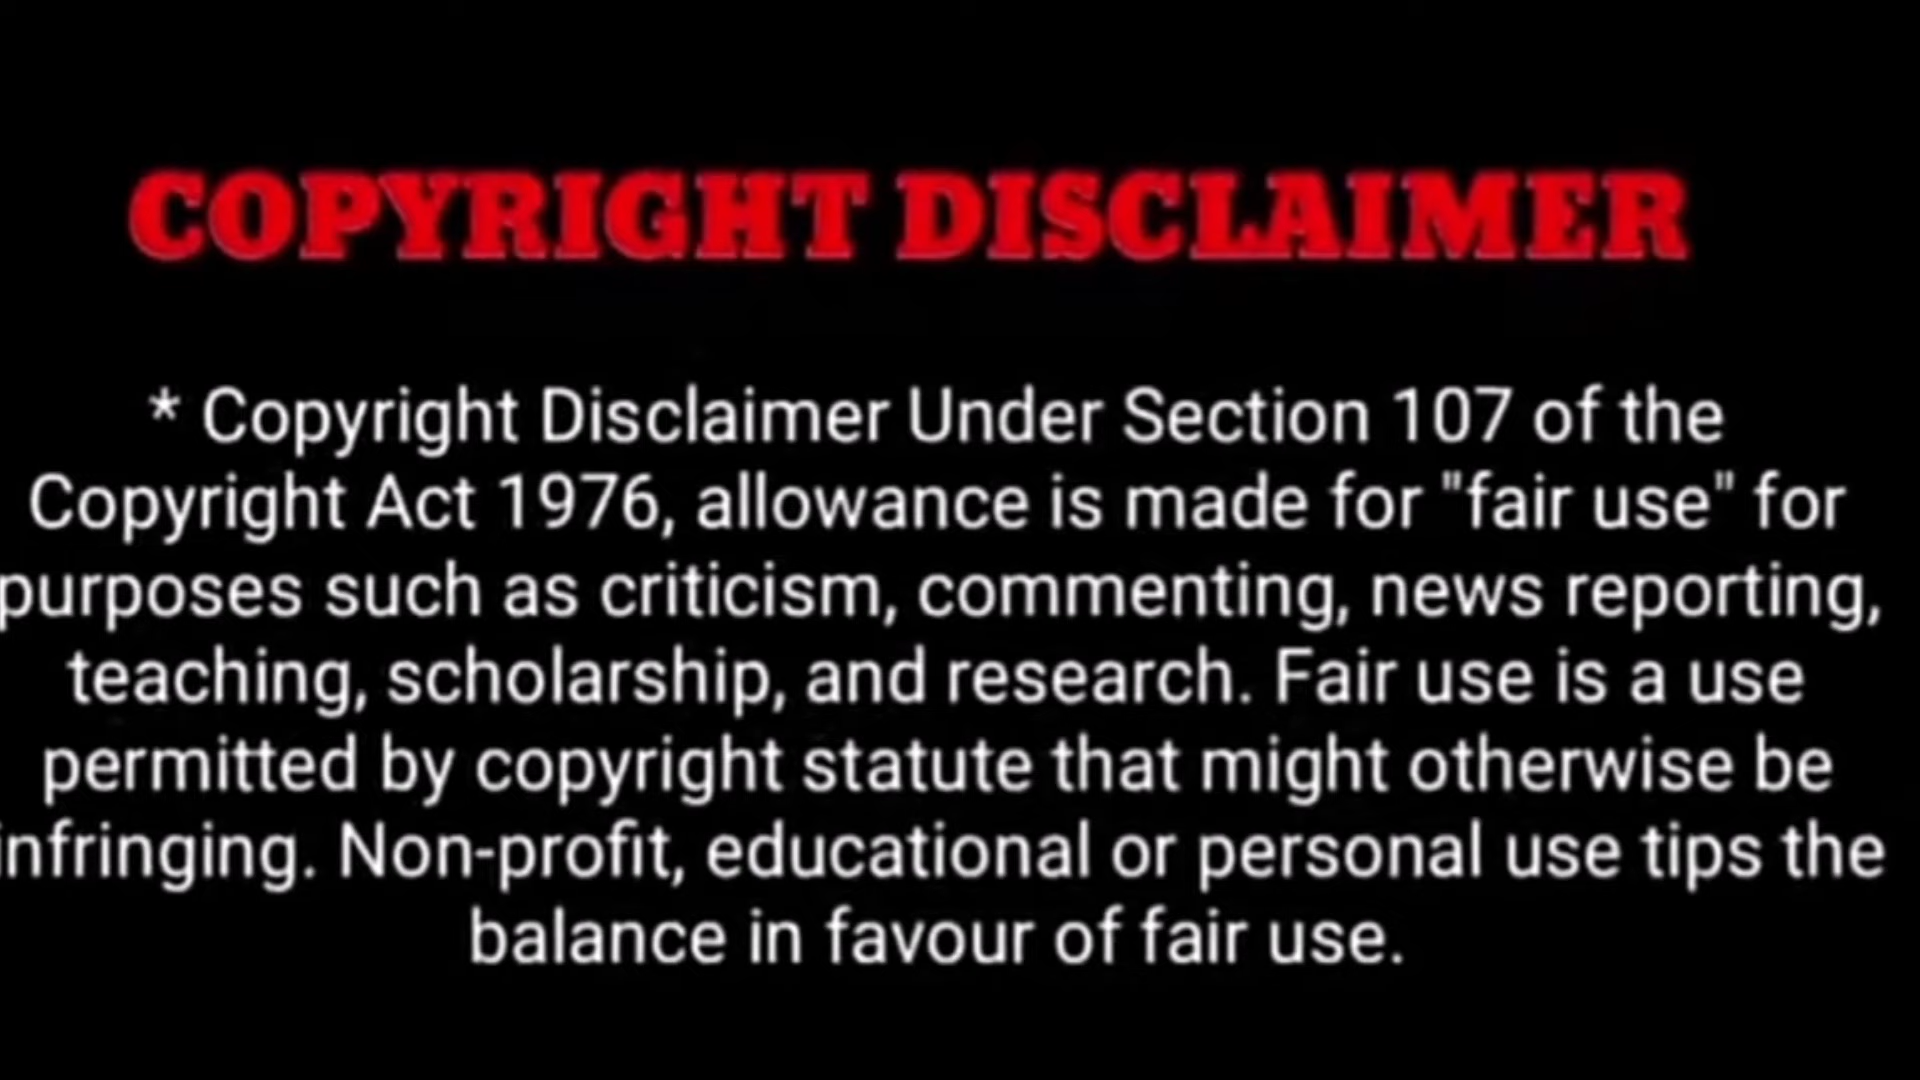 COPYRIGHT DISCLAIMER
* Copyright Disclaimer Under Section 107 of the
Copyright Act 1976, allowance is made for "fair use" for
purposes such as criticism, commenting, news reporting,
teaching, scholarship, and research. Fair use is a use
permitted by copyright statute that might otherwise be
infringing. Non-profit, educational or personal use tips the
balance in favour of fair use.